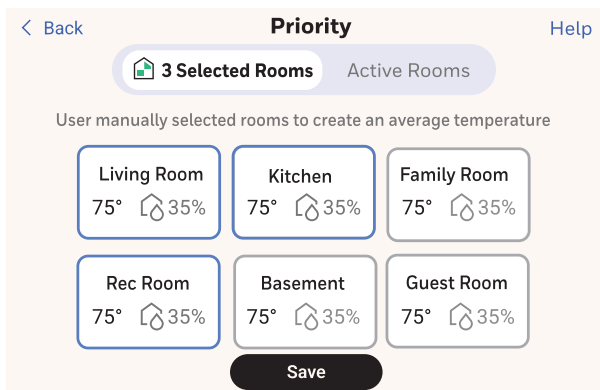 Back Priority Help
3 Selected Rooms Active Rooms
User manually selected rooms to create an average temperature
Living Room Kitchen Family Room
75° 35% 75° 35% 75° 35%
Rec Room Basement Guest Room
75° 35% 75° 35% 75° 35%
Save